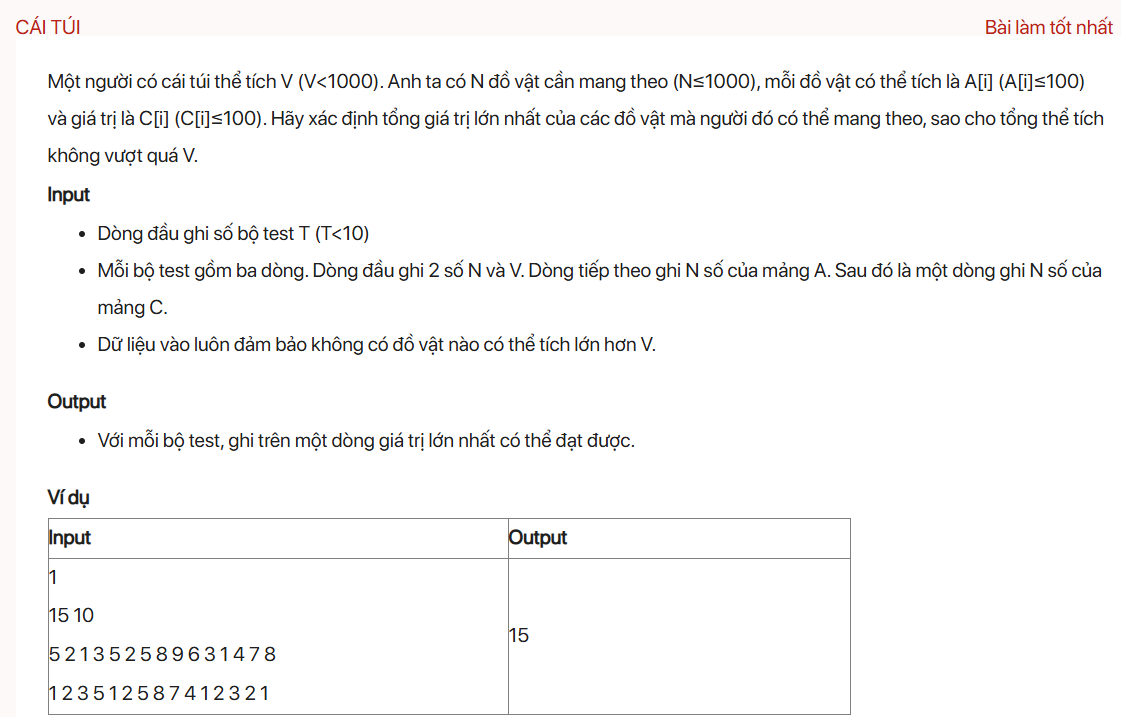 CÁI TÚI
Bài làm tốt nhất
Một người có cái túi thể tích V (V<1000). Anh ta có N đồ vật cần mang theo (N≤1000), mỗi đồ vật có thể tích là A[i] (A[i]≤100)
và giá trị là C[i] (C[i]≤100). Hãy xác định tổng giá trị lớn nhất của các đồ vật mà người đó có thể mang theo, sao cho tổng thể tích
không vượt quá V.
Input
• Dòng đầu ghi số bộ test T (T<10)
• Mỗi bộ test gồm ba dòng. Dòng đầu ghi 2 số N và V. Dòng tiếp theo ghi N số của mảng A. Sau đó là một dòng ghi N số của
mảng C.
• Dữ liệu vào luôn đảm bảo không có đồ vật nào có thể tích lớn hơn V.
Output
• Với mỗi bộ test, ghi trên một dòng giá trị lớn nhất có thể đạt được.
Ví dụ
Input
Output
1
15 10
5 2 1 3 5 2 5 8 9 6 3 1 4 7 8
1 2 3 5 1 2 5 8 7 4 1 2 3 2 1
15